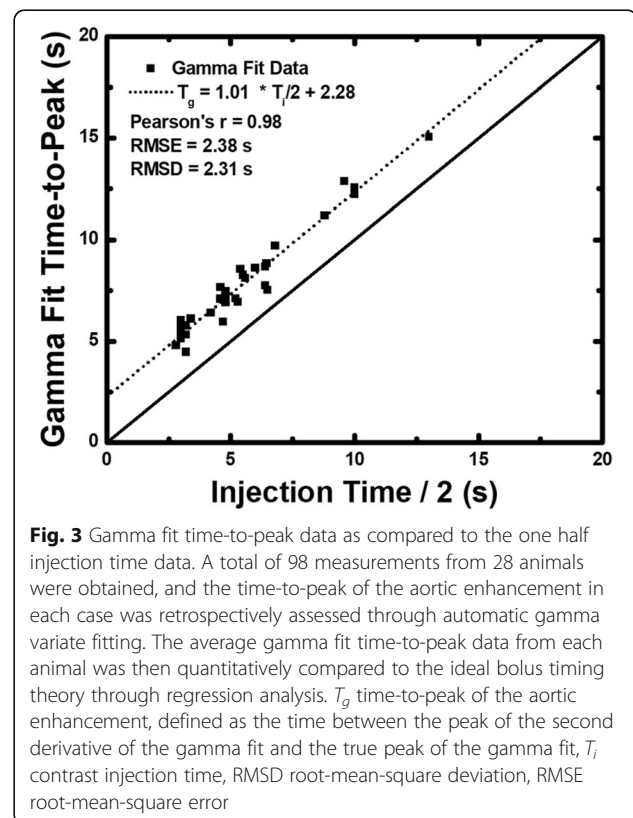 Gamma Fit Time-to-Peak (s)
20
15
10
5
0
■ Gamma Fit Data
T_g = 1.01 * T_i/2 + 2.28
Pearson's r = 0.98
RMSE = 2.38 s
RMSD = 2.31 s
0 5 10 15 20
Injection Time / 2 (s)
Fig. 3 Gamma fit time-to-peak data as compared to the one half
injection time data. A total of 98 measurements from 28 animals
were obtained, and the time-to-peak of the aortic enhancement in
each case was retrospectively assessed through automatic gamma
variate fitting. The average gamma fit time-to-peak data from each
animal was then quantitatively compared to the ideal bolus timing
theory through regression analysis. T_g time-to-peak of the aortic
enhancement, defined as the time between the peak of the second
derivative of the gamma fit and the true peak of the gamma fit, T_i
contrast injection time, RMSD root-mean-square deviation, RMSE
root-mean-square error